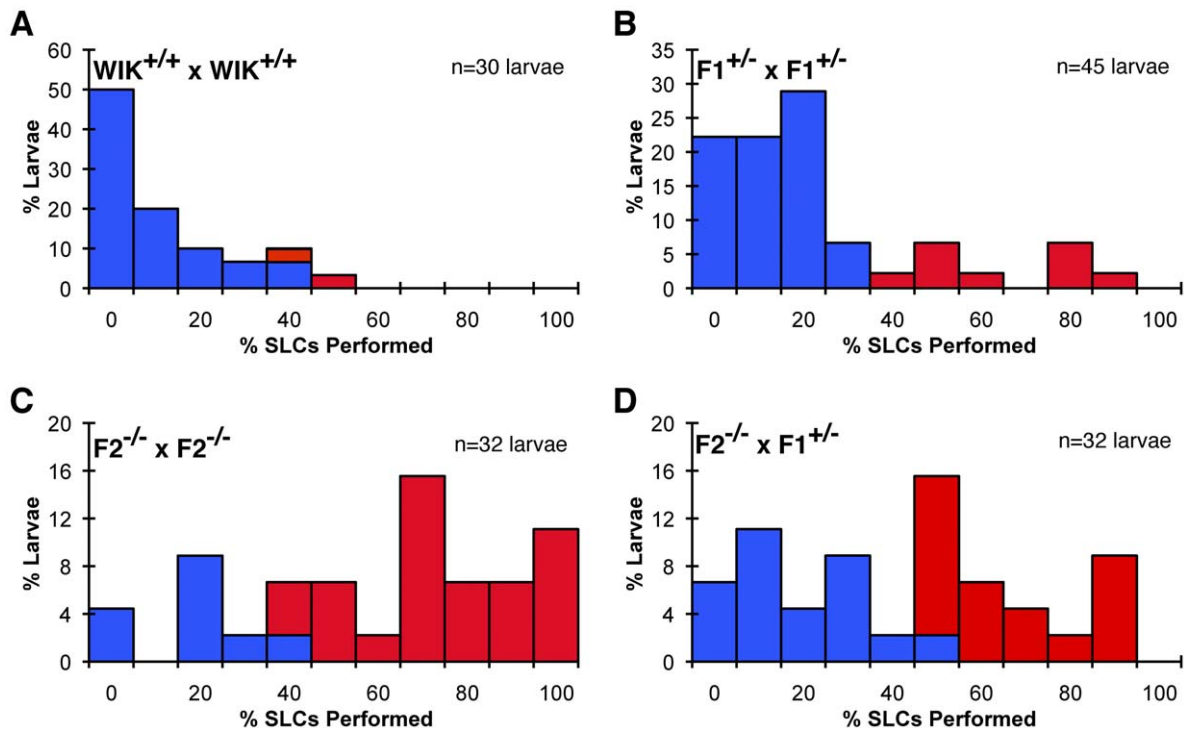 A
WIK+/+ x WIK+/+
n=30 larvae
% Larvae
60
50
40
30
20
10
0
0 20 40 60 80 100
% SLCs Performed
B
F1+/- x F1+/-
n=45 larvae
% Larvae
35
30
25
20
15
10
5
0
0 20 40 60 80 100
% SLCs Performed
C
F2-/- x F2-/-
n=32 larvae
% Larvae
20
16
12
8
4
0
0 20 40 60 80 100
% SLCs Performed
D
F2-/- x F1+/-
n=32 larvae
% Larvae
20
16
12
8
4
0
0 20 40 60 80 100
% SLCs Performed